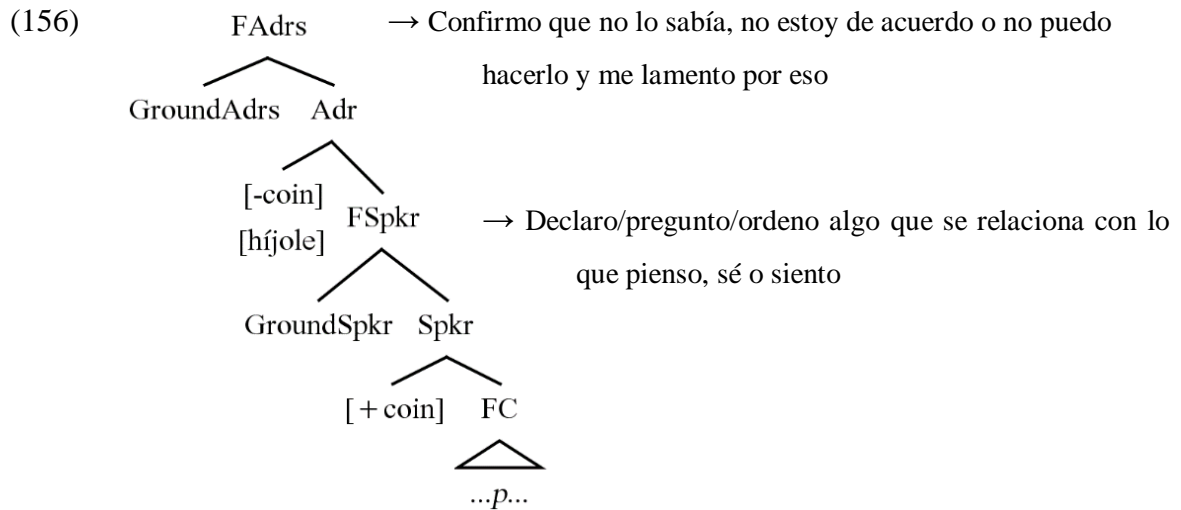 (156) FAdrs → Confirmo que no lo sabía, no estoy de acuerdo o no puedo
hacerlo y me lamento por eso
GroundAdrs Adr
[-coin]
FSpkr → Declaro/pregunto/ordeno algo que se relaciona con lo
[híjole]
que pienso, sé o siento
GroundSpkr Spkr
[+coin] FC
...p...